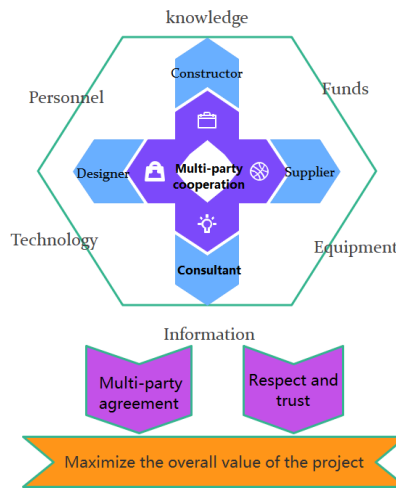 knowledge
Constructor
Personnel
Funds
Designer
Multi-party
cooperation
Supplier
Technology
Equipment
Consultant
Information
Multi-party
agreement
Respect and
trust
Maximize the overall value of the project